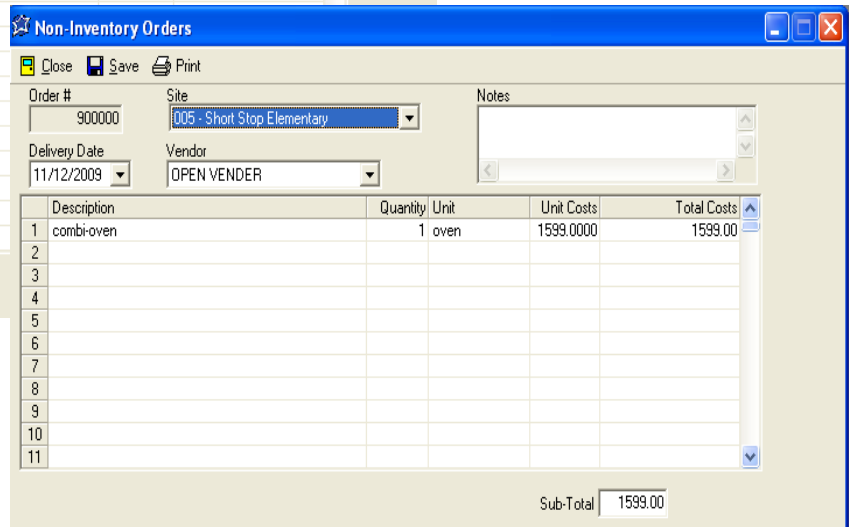 Non-Inventory Orders
Close Save Print
Order # Site Notes
900000 005 - Short Stop Elementary
Delivery Date Vendor
11/12/2009 OPEN VENDER
Description Quantity Unit Unit Costs Total Costs
1 combi-oven 1 oven 1599.0000 1599.00
2
3
4
5
6
7
8
9
10
11
Sub-Total 1599.00